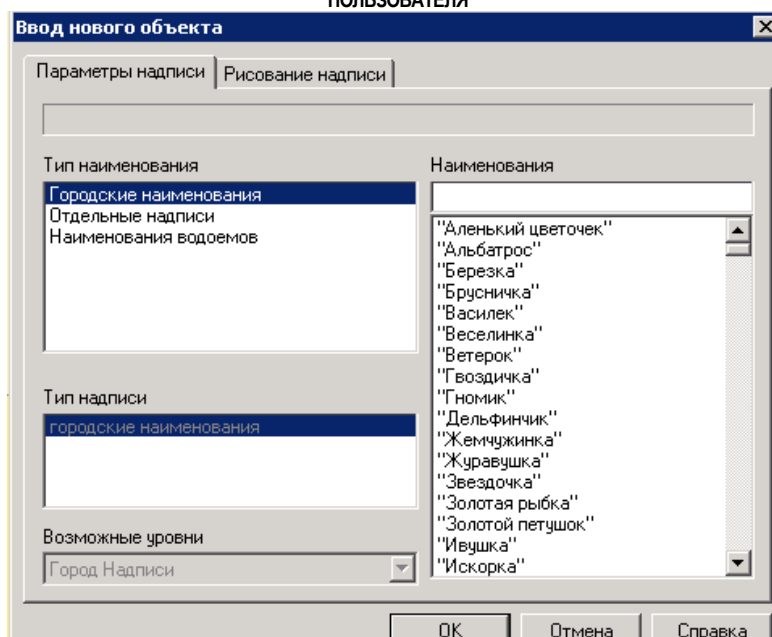 ПОЛЬЗОВАТЕЛЯ
Ввод нового объекта
Параметры надписи
Рисование надписи
Тип наименования
Городские наименования
Отдельные надписи
Наименования водоемов
Тип надписи
городские наименования
Возможные уровни
Город Надписи
Наименования
"Аленький цветочек"
"Альбатрос"
"Березка"
"Брусничка"
"Василек"
"Веселинка"
"Ветерок"
"Гвоздичка"
"Гномик"
"Дельфинчик"
"Жемчужинка"
"Журавушка"
"Звездочка"
"Золотая рыбка"
"Золотой петушок"
"Ивушка"
"Искорка"
ОК
Отмена
Справка